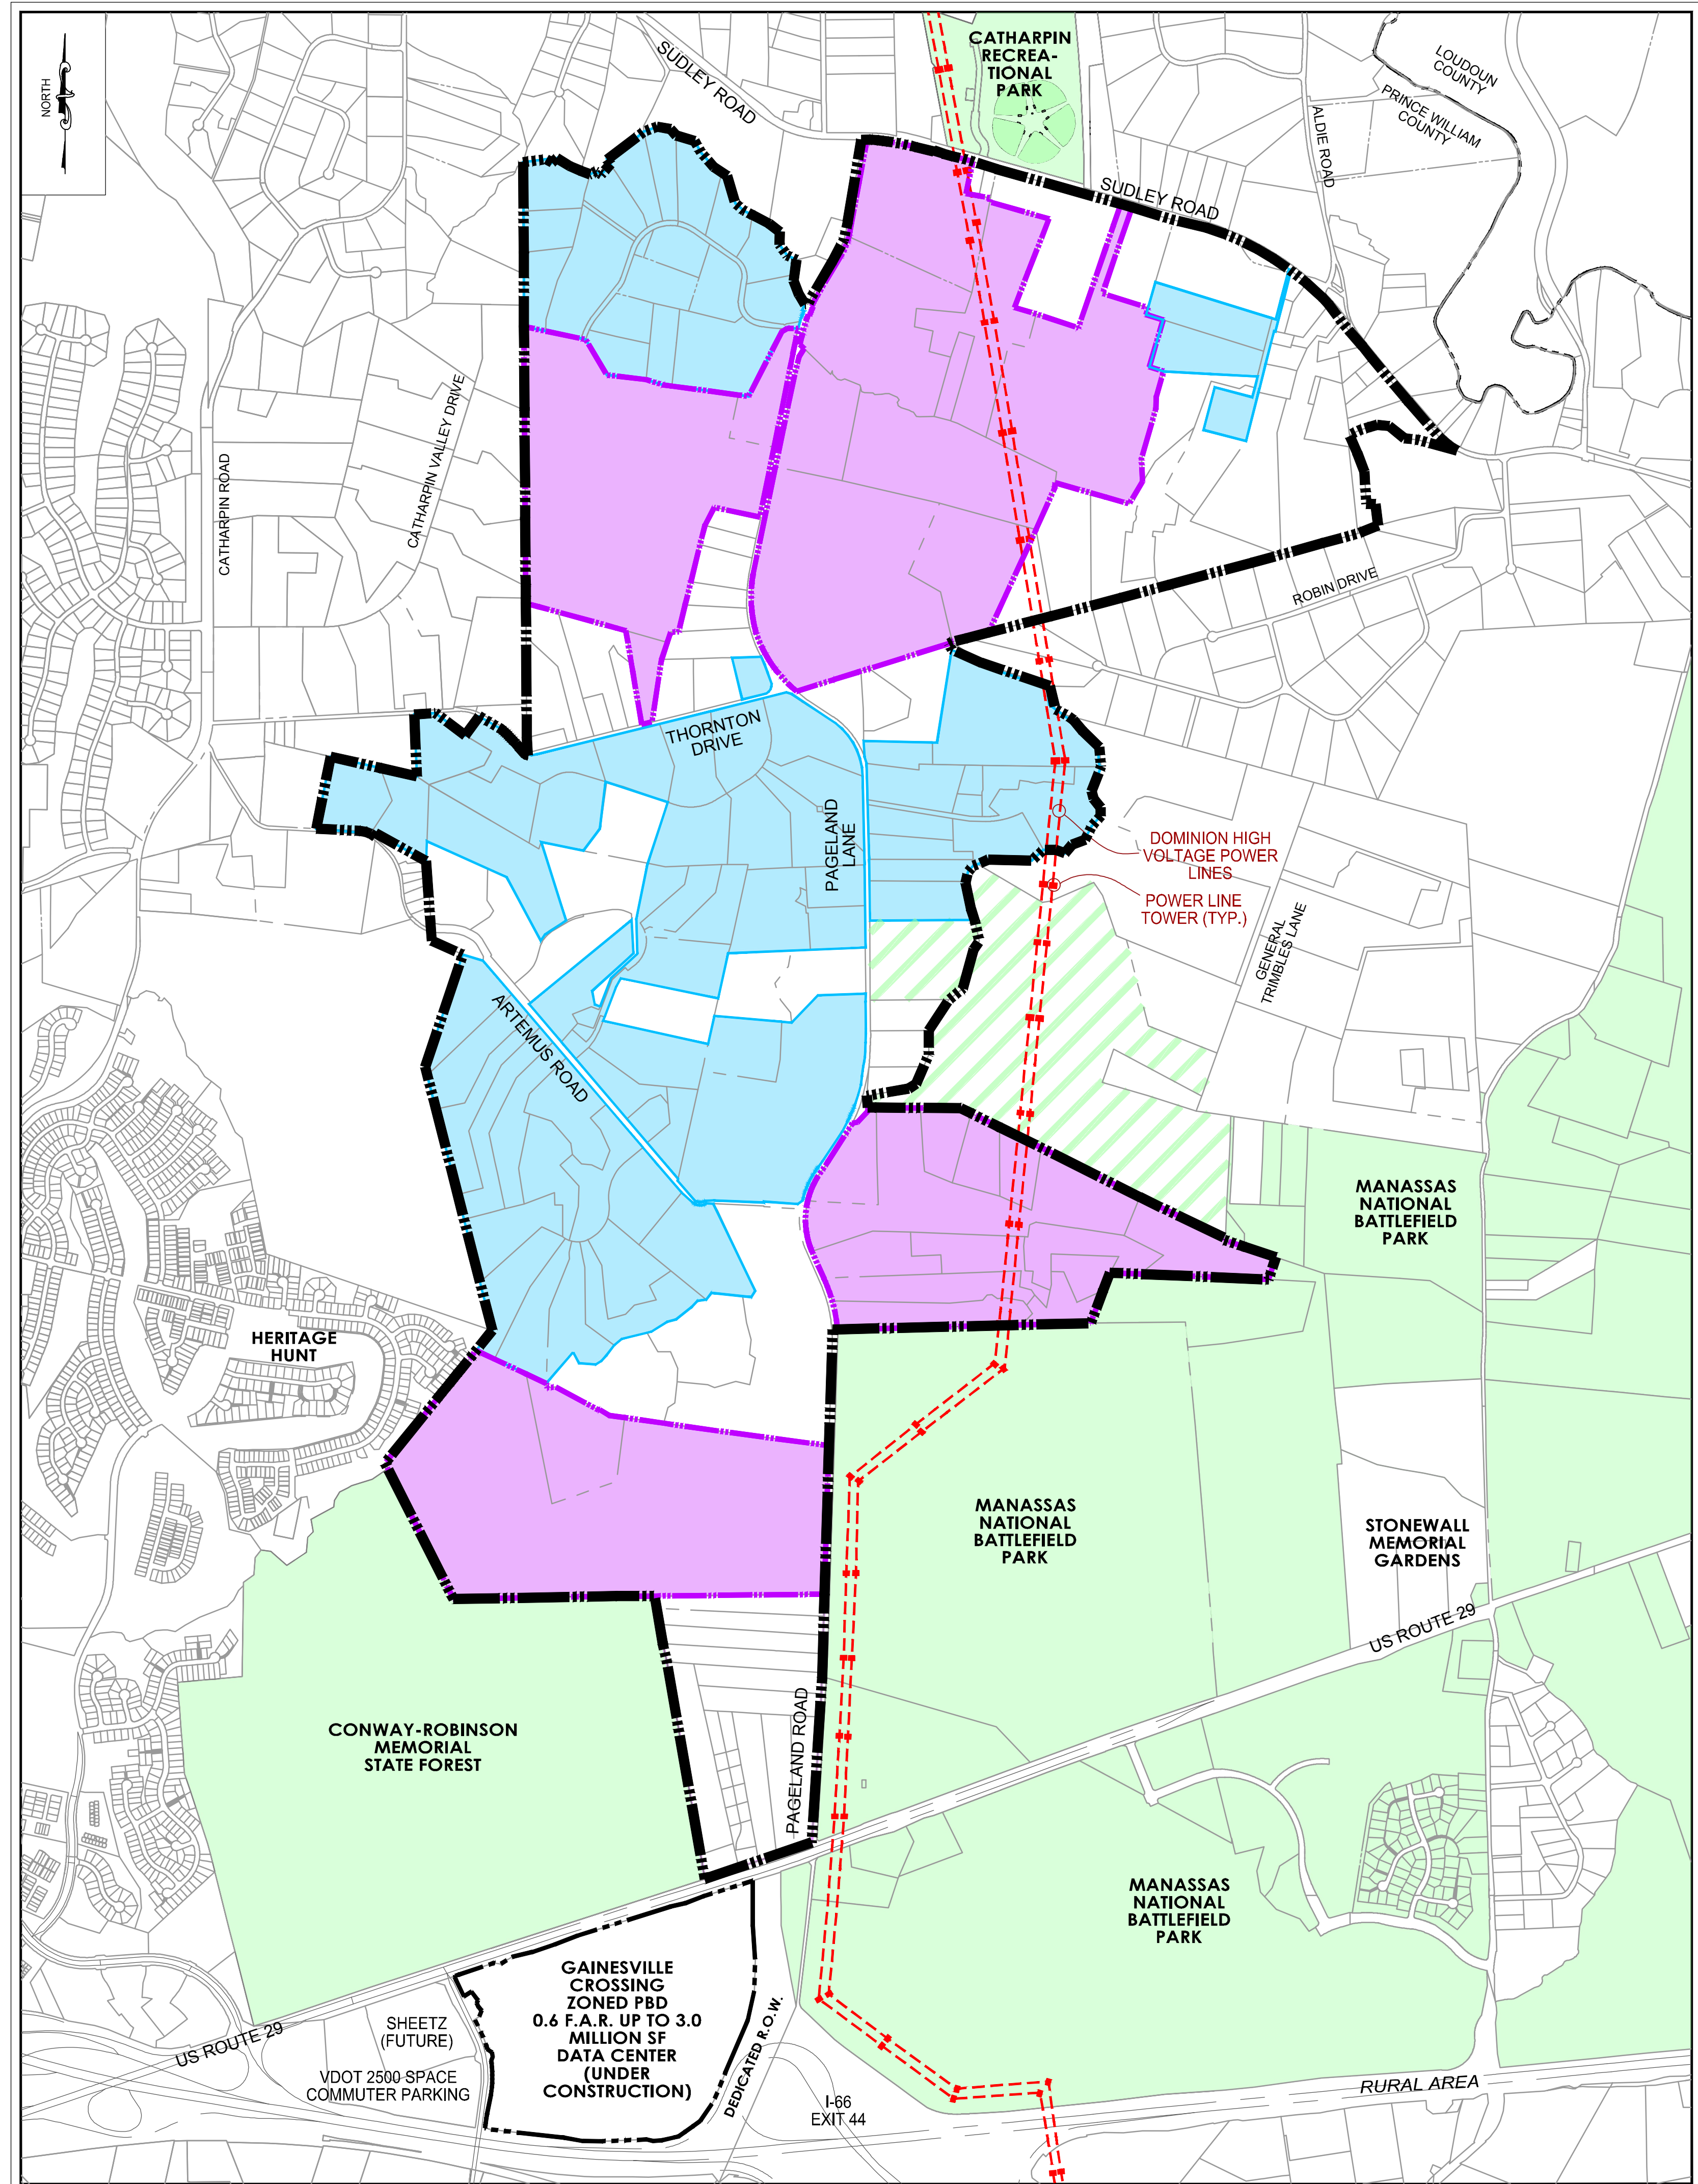 NORTH
SUDLEY ROAD
CATHARPIN
RECREA-
TIONAL
PARK
LOUDOUN
COUNTY
PRINCE WILLIAM
COUNTY
ALDIE ROAD
SUDLEY ROAD
CATHARPIN ROAD
CATHARPIN VALLEY DRIVE
ROBIN DRIVE
THORNTON
DRIVE
PAGELAND
LANE
DOMINION HIGH
VOLTAGE POWER
LINES
POWER LINE
TOWER (TYP.)
GENERAL
TRIMBLES LANE
ARTEMUS ROAD
MANASSAS
NATIONAL
BATTLEFIELD
PARK
HERITAGE
HUNT
MANASSAS
NATIONAL
BATTLEFIELD
PARK
STONEWALL
MEMORIAL
GARDENS
US ROUTE 29
CONWAY-ROBINSON
MEMORIAL
STATE FOREST
PAGELAND ROAD
MANASSAS
NATIONAL
BATTLEFIELD
PARK
GAINESVILLE
CROSSING
ZONED PBD
0.6 F.A.R. UP TO 3.0
MILLION SF
DATA CENTER
(UNDER
CONSTRUCTION)
SHEETZ
(FUTURE)
US ROUTE 29
VDOT 2500 SPACE
COMMUTER PARKING
DEDICATED R.O.W.
I-66
EXIT 44
RURAL AREA